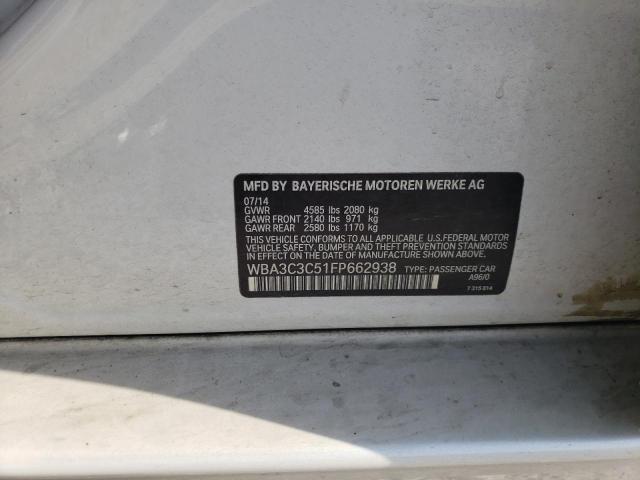 MFD BY BAYERISCHE MOTOREN WERKE AG
07/14
GVWR 4585 lbs 2080 kg
GAWR FRONT 2140 lbs 971 kg
GAWR REAR 2580 lbs 1170 kg
THIS VEHICLE CONFORMS TO ALL APPLICABLE U.S.FEDERAL MOTOR
VEHICLE SAFETY, BUMPER, AND THEFT PREVENTION STANDARDS
IN EFFECT ON THE DATE OF MANUFACTURE SHOWN ABOVE.
WBA3C3C51FP662938 TYPE: PASSENGER CAR
A96/0
7 315 814